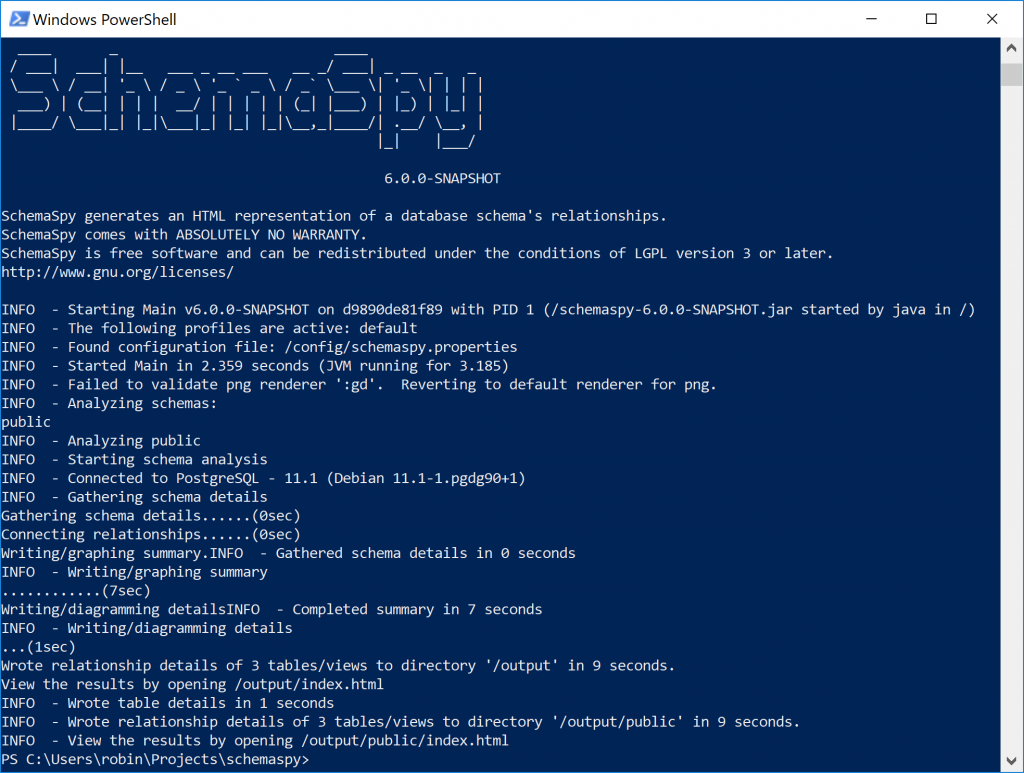 Windows PowerShell
SchemaSpy
6.0.0-SNAPSHOT
SchemaSpy generates an HTML representation of a database schema's relationships.
SchemaSpy comes with ABSOLUTELY NO WARRANTY.
SchemaSpy is free software and can be redistributed under the conditions of LGPL version 3 or later.
http://www.gnu.org/licenses/
INFO  - Starting Main v6.0.0-SNAPSHOT on d9890de81f89 with PID 1 (/schemaspy-6.0.0-SNAPSHOT.jar started by java in /)
INFO  - The following profiles are active: default
INFO  - Found configuration file: /config/schemaspy.properties
INFO  - Started Main in 2.359 seconds (JVM running for 3.185)
INFO  - Failed to validate png renderer ':gd'.  Reverting to default renderer for png.
INFO  - Analyzing schemas:
public
INFO  - Analyzing public
INFO  - Starting schema analysis
INFO  - Connected to PostgreSQL - 11.1 (Debian 11.1-1.pgdg90+1)
INFO  - Gathering schema details
Gathering schema details......(0sec)
Connecting relationships......(0sec)
Writing/graphing summary.INFO  - Gathered schema details in 0 seconds
INFO  - Writing/graphing summary
............(7sec)
Writing/diagramming detailsINFO  - Completed summary in 7 seconds
INFO  - Writing/diagramming details
...(1sec)
Wrote relationship details of 3 tables/views to directory '/output' in 9 seconds.
View the results by opening /output/index.html
INFO  - Wrote table details in 1 seconds
INFO  - Wrote relationship details of 3 tables/views to directory '/output/public' in 9 seconds.
INFO  - View the results by opening /output/public/index.html
PS C:\Users\robin\Projects\schemaspy>